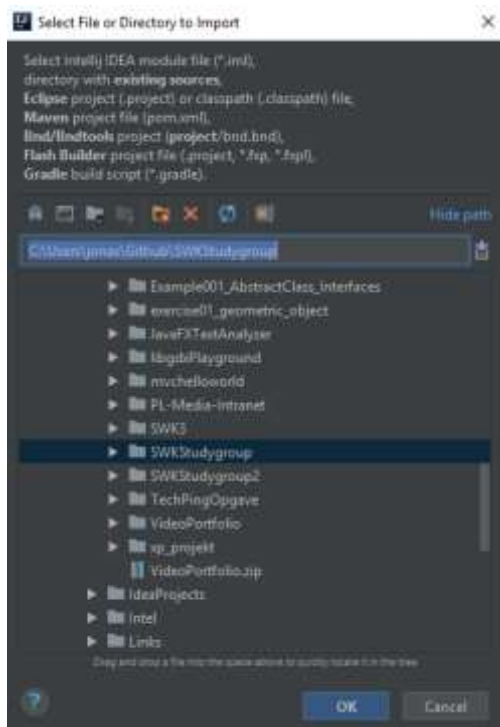 Select File or Directory to Import
Select Intellij IDEA module file (*.iml),
directory with existing sources,
Eclipse project (.project) or classpath (.classpath) file,
Maven project file (pom.xml),
Bnd/Bndtools project (project/bnd.bnd),
Flash Builder project file (.project, *.fxp, *.fxpl),
Gradle build script (*.gradle).
Hide path
C:\Users\jonas\Github\SWKStudygroup
Example001_AbstractClass_Interfaces
exercise01_geometric_object
JavaFXTextAnalyzer
libgdxPlayground
mvchelloworld
PL-Media-Intranet
SWK3
SWKStudygroup
SWKStudygroup2
TechPingOpgave
VideoPortfolio
xp_projekt
VideoPortfolio.zip
IdeaProjects
Intel
Links
Drag and drop a file into the space above to quickly locate it in the tree
?
OK
Cancel